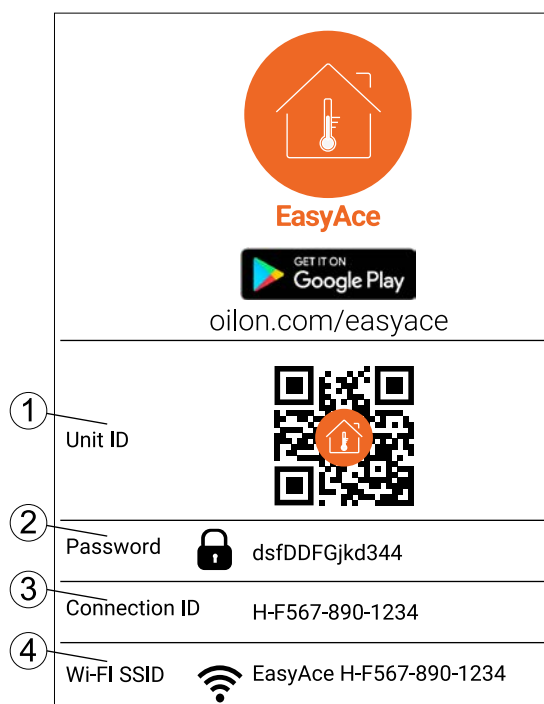 EasyAce
GET IT ON
Google Play
oilon.com/easyace
1
Unit ID
2
Password dsfDDFGjkd344
3
Connection ID H-F567-890-1234
4
Wi-FI SSID EasyAce H-F567-890-1234